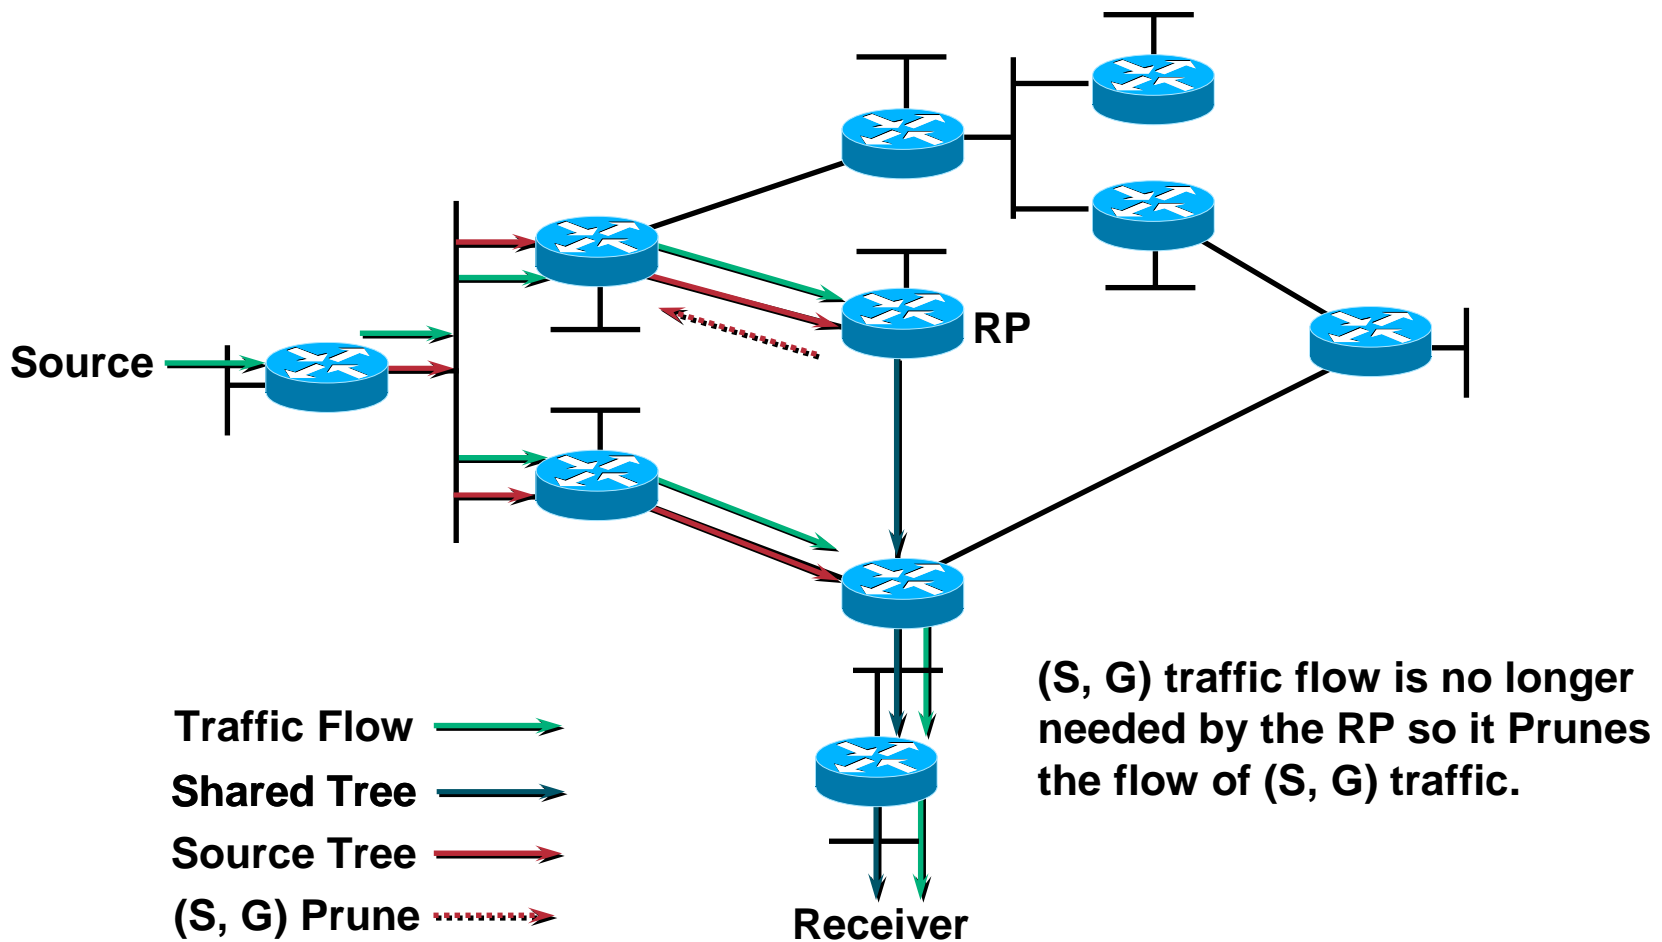 RP
Source
Traffic Flow
Shared Tree
Source Tree
(S, G) Prune
Receiver
(S, G) traffic flow is no longer
needed by the RP so it Prunes
the flow of (S, G) traffic.